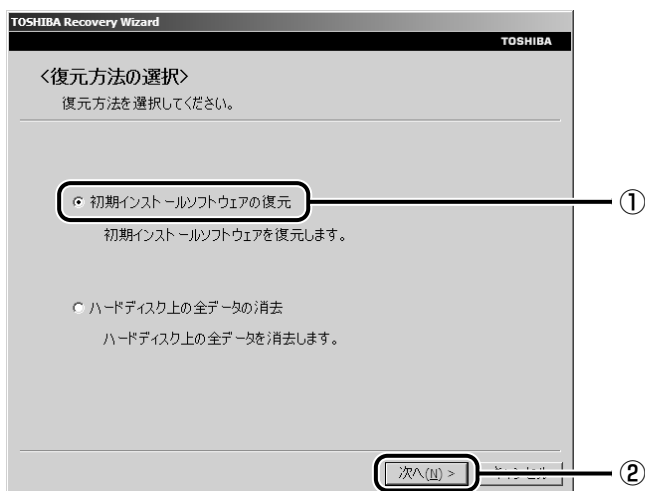 TOSHIBA Recovery Wizard
TOSHIBA
<復元方法の選択>
復元方法を選択してください。
初期インストールソフトウェアの復元
①
初期インストールソフトウェアを復元します。
ハードディスク上の全データの消去
ハードディスク上の全データを消去します。
次へ(N) >
②